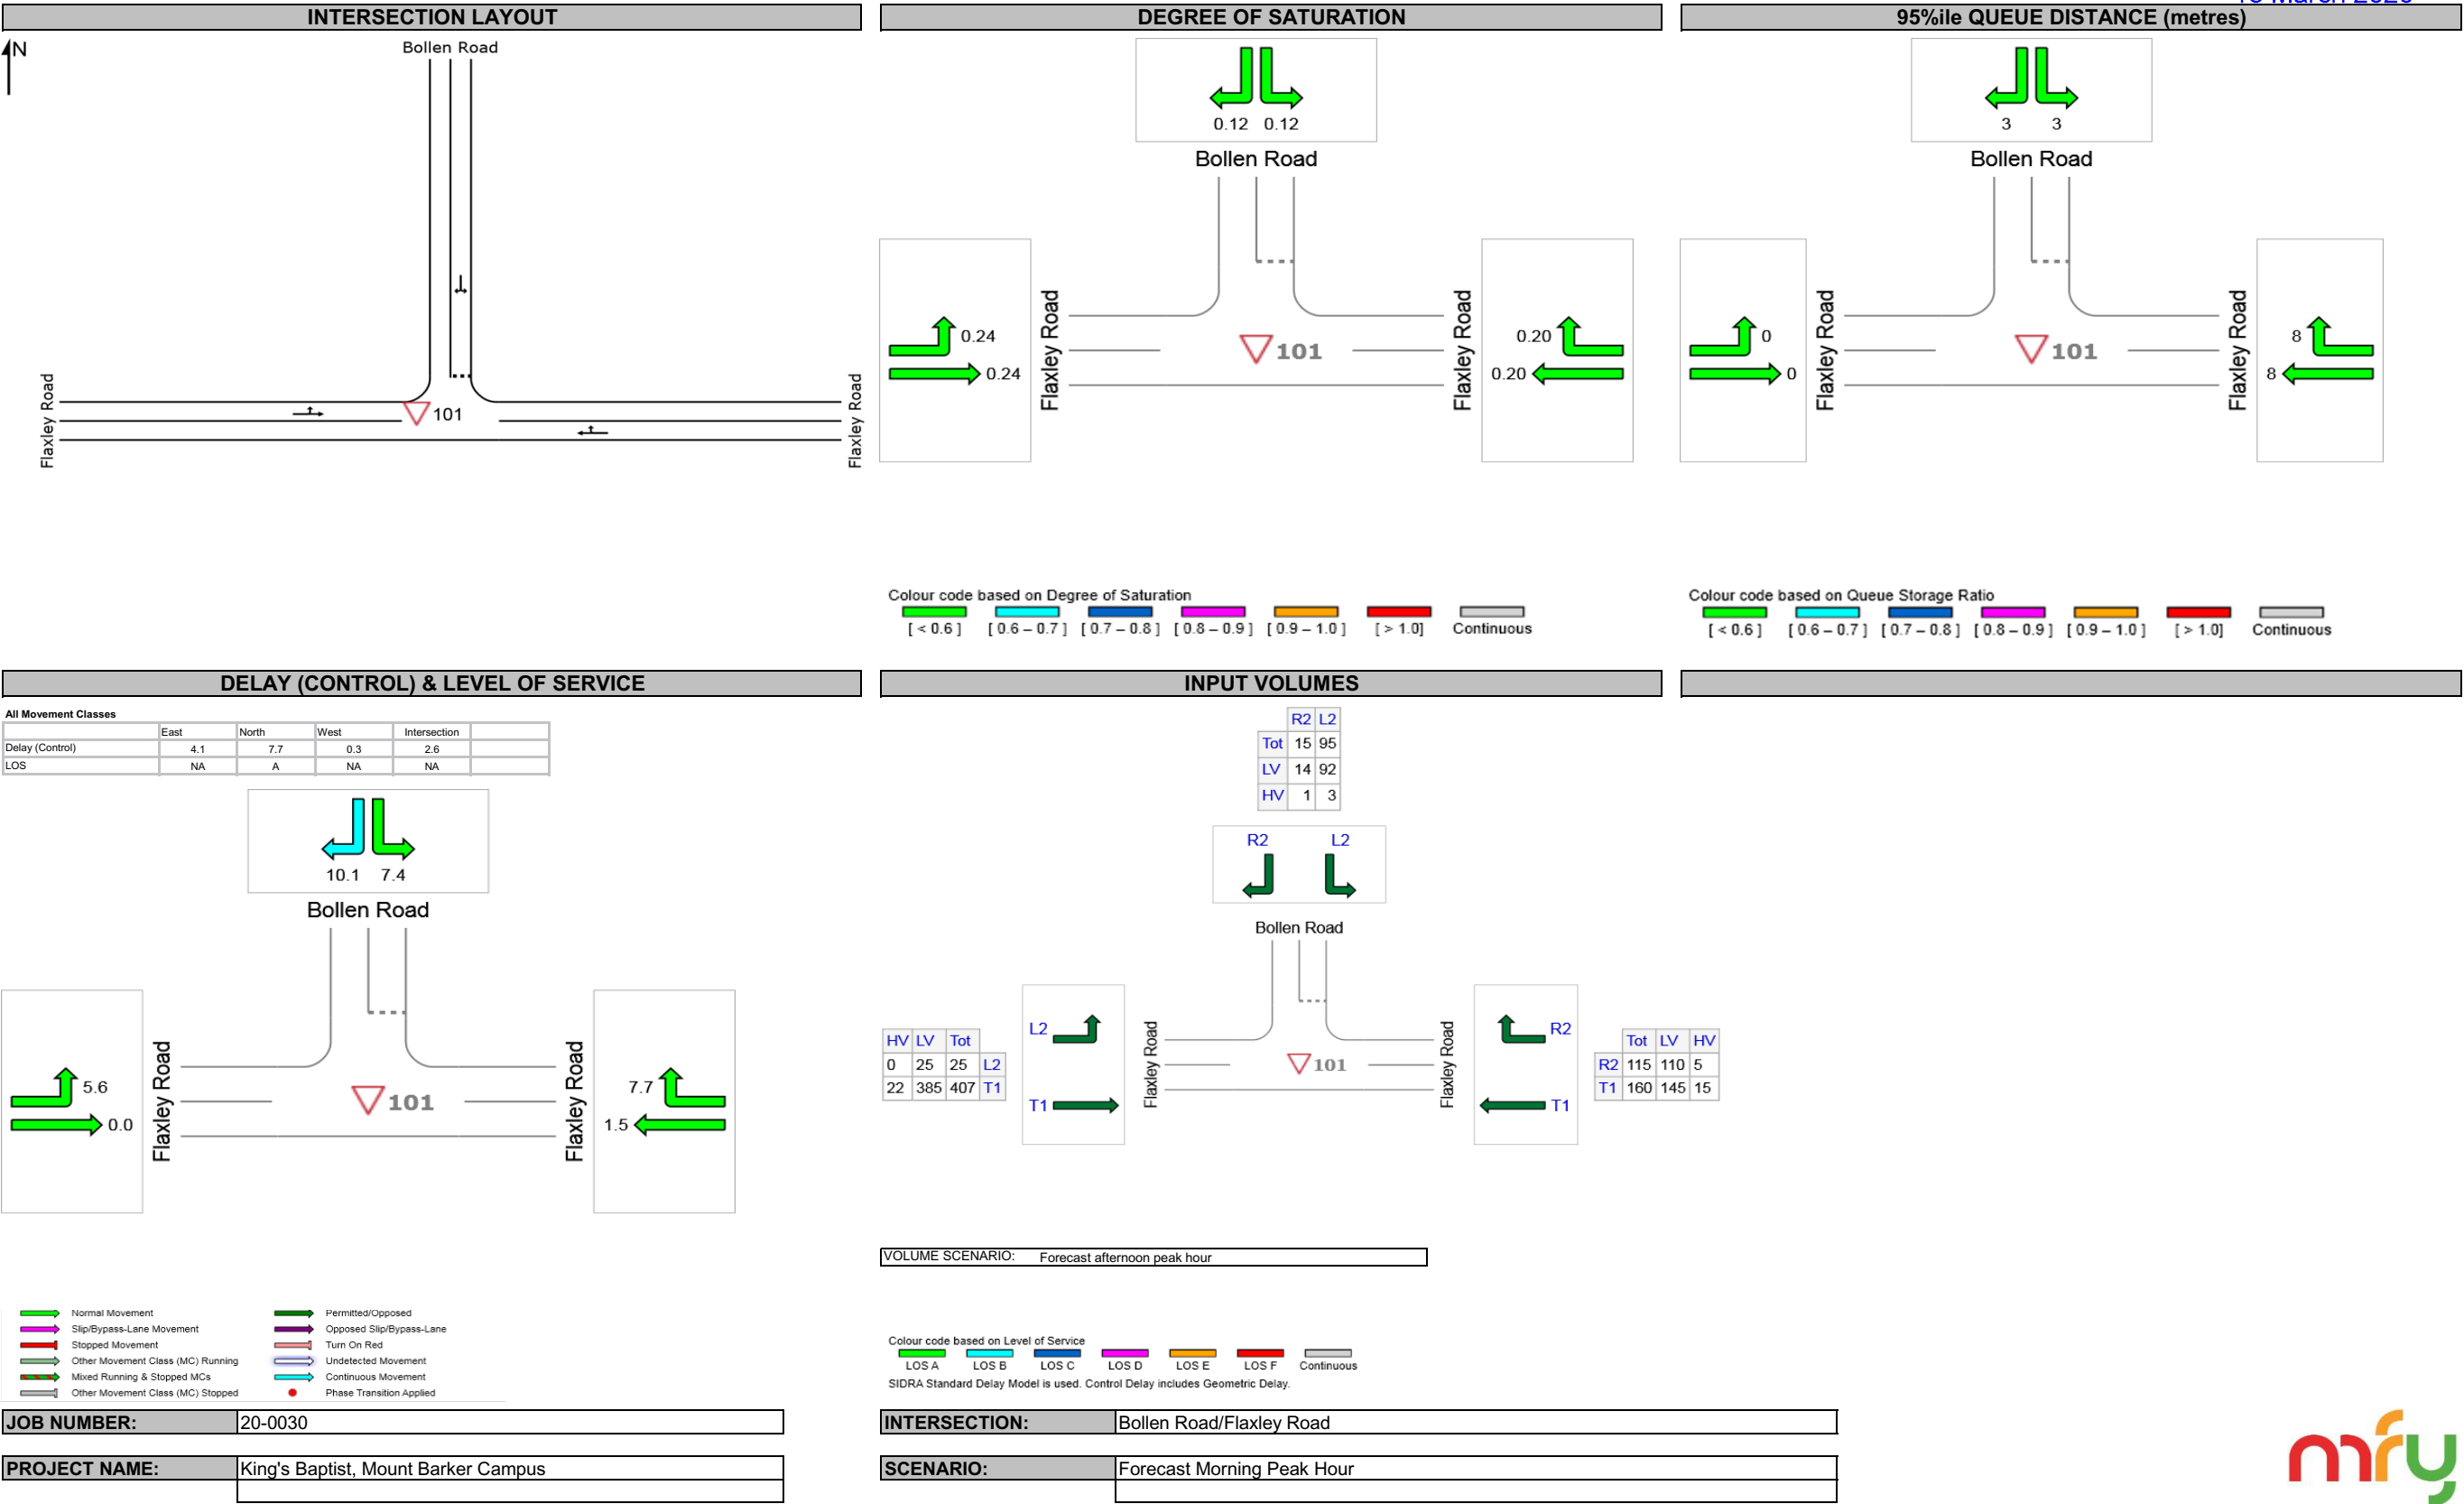 INTERSECTION LAYOUT
N
Bollen Road
Flaxley Road
101
Flaxley Road
DEGREE OF SATURATION
0.12 0.12
Bollen Road
0.24
0.24
Flaxley Road
101
Flaxley Road
0.20
0.20
Colour code based on Degree of Saturation
[ < 0.6 ] [ 0.6 – 0.7 ] [ 0.7 – 0.8 ] [ 0.8 – 0.9 ] [ 0.9 – 1.0 ] [ > 1.0] Continuous
95%ile QUEUE DISTANCE (metres)
3 3
Bollen Road
0
0
Flaxley Road
101
Flaxley Road
8
8
Colour code based on Queue Storage Ratio
[ < 0.6 ] [ 0.6 – 0.7 ] [ 0.7 – 0.8 ] [ 0.8 – 0.9 ] [ 0.9 – 1.0 ] [ > 1.0] Continuous
DELAY (CONTROL) & LEVEL OF SERVICE
All Movement Classes
East North West Intersection
Delay (Control) 4.1 7.7 0.3 2.6
LOS NA A NA NA
10.1 7.4
Bollen Road
5.6
0.0
Flaxley Road
101
Flaxley Road
7.7
1.5
Normal Movement Permitted/Opposed
Slip/Bypass-Lane Movement Opposed Slip/Bypass-Lane
Stopped Movement Turn On Red
Other Movement Class (MC) Running Undetected Movement
Mixed Running & Stopped MCs Continuous Movement
Other Movement Class (MC) Stopped Phase Transition Applied
INPUT VOLUMES
R2 L2
Tot 15 95
LV 14 92
HV 1 3
R2 L2
Bollen Road
HV LV Tot
0 25 25 L2
22 385 407 T1
L2
T1
Flaxley Road
101
Flaxley Road
R2
T1
Tot LV HV
R2 115 110 5
T1 160 145 15
VOLUME SCENARIO: Forecast afternoon peak hour
Colour code based on Level of Service
LOS A LOS B LOS C LOS D LOS E LOS F Continuous
SIDRA Standard Delay Model is used. Control Delay includes Geometric Delay.
JOB NUMBER: 20-0030
INTERSECTION: Bollen Road/Flaxley Road
PROJECT NAME: King's Baptist, Mount Barker Campus
SCENARIO: Forecast Morning Peak Hour
mfy